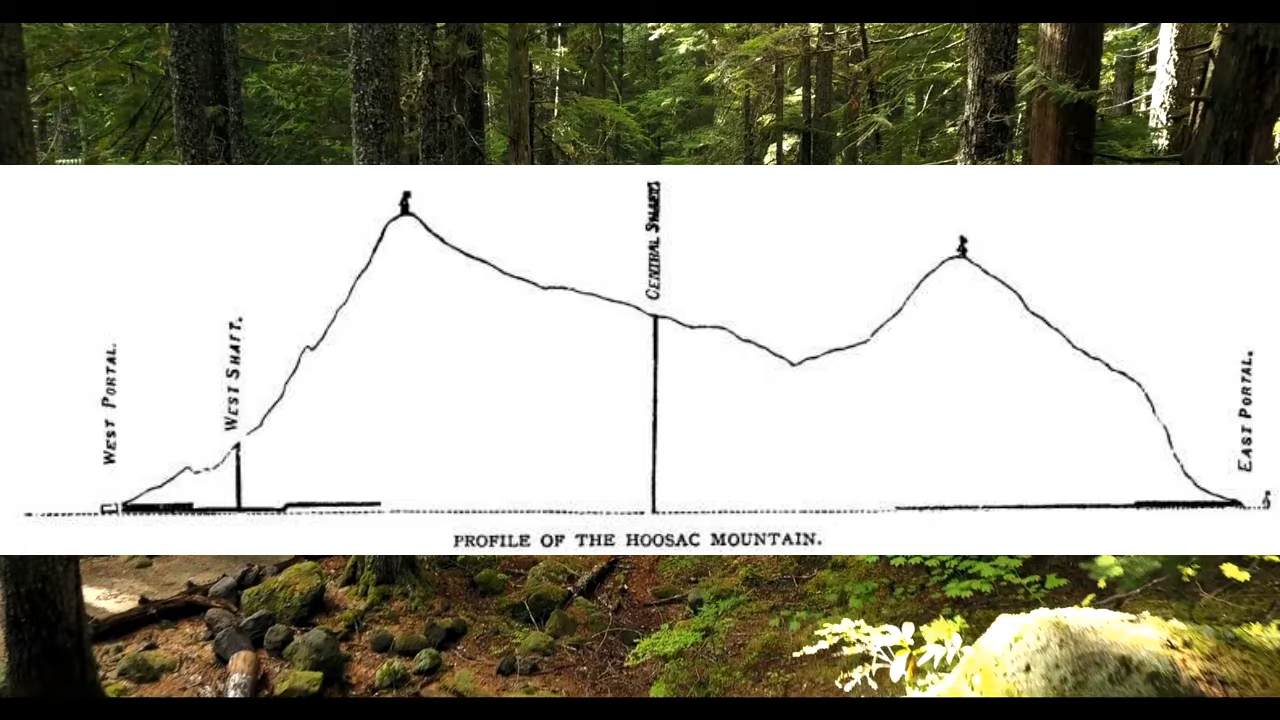 WEST PORTAL.
WEST SHAFT.
CENTRAL SHAFT.
EAST PORTAL.
PROFILE OF THE HOOSAC MOUNTAIN.